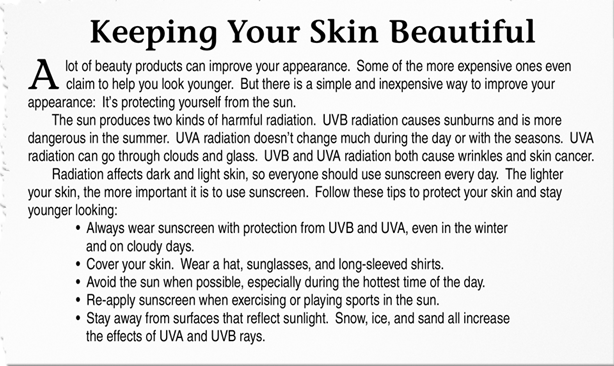 Keeping Your Skin Beautiful
A lot of beauty products can improve your appearance. Some of the more expensive ones even
claim to help you look younger. But there is a simple and inexpensive way to improve your
appearance: It's protecting yourself from the sun.
The sun produces two kinds of harmful radiation. UVB radiation causes sunburns and is more
dangerous in the summer. UVA radiation doesn't change much during the day or with the seasons. UVA
radiation can go through clouds and glass. UVB and UVA radiation both cause wrinkles and skin cancer.
Radiation affects dark and light skin, so everyone should use sunscreen every day. The lighter
your skin, the more important it is to use sunscreen. Follow these tips to protect your skin and stay
younger looking:
• Always wear sunscreen with protection from UVB and UVA, even in the winter
and on cloudy days.
• Cover your skin. Wear a hat, sunglasses, and long-sleeved shirts.
• Avoid the sun when possible, especially during the hottest time of the day.
• Re-apply sunscreen when exercising or playing sports in the sun.
• Stay away from surfaces that reflect sunlight. Snow, ice, and sand all increase
the effects of UVA and UVB rays.